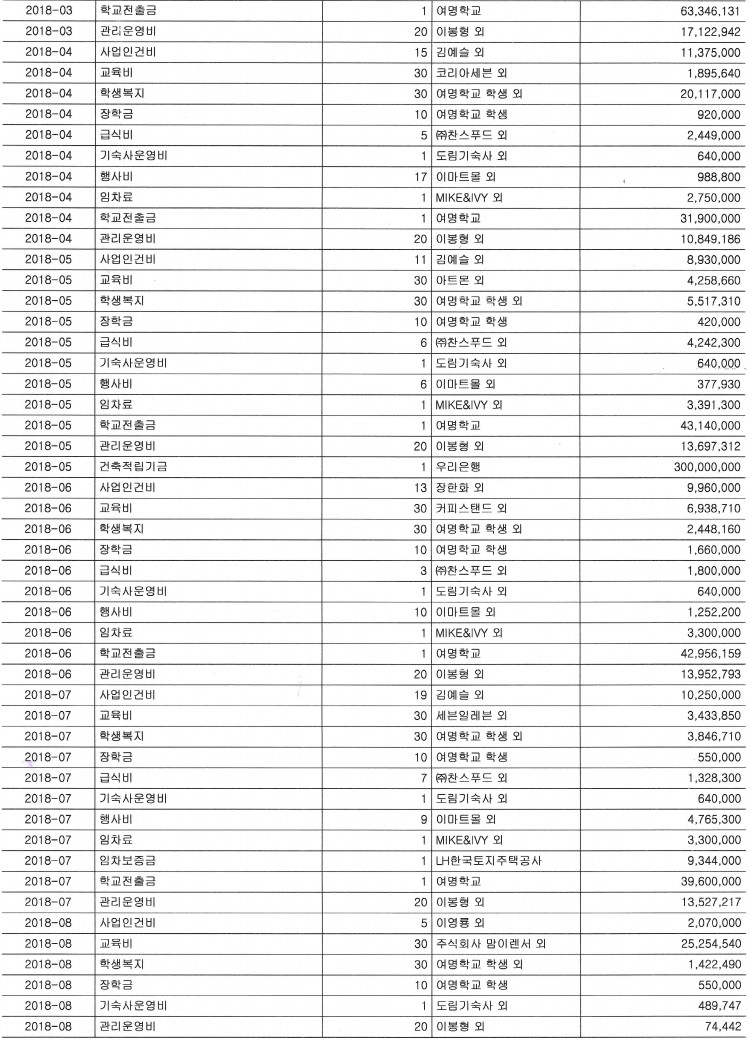 2018-03 학교전출금 1 여명학교 63,346,131
2018-03 관리운영비 20 이봉형 외 17,122,942
2018-04 사업인건비 15 김예슬 외 11,375,000
2018-04 교육비 30 코리아세븐 외 1,895,640
2018-04 학생복지 30 여명학교 학생 외 20,117,000
2018-04 장학금 10 여명학교 학생 920,000
2018-04 급식비 5 ㈜찬스푸드 외 2,449,000
2018-04 기숙사운영비 1 도림기숙사 외 640,000
2018-04 행사비 17 이마트몰 외 988,800
2018-04 임차료 1 MIKE&IVY 외 2,750,000
2018-04 학교전출금 1 여명학교 31,900,000
2018-04 관리운영비 20 이봉형 외 10,849,186
2018-05 사업인건비 11 김예슬 외 8,930,000
2018-05 교육비 30 아트몬 외 4,258,660
2018-05 학생복지 30 여명학교 학생 외 5,517,310
2018-05 장학금 10 여명학교 학생 420,000
2018-05 급식비 6 ㈜찬스푸드 외 4,242,300
2018-05 기숙사운영비 1 도림기숙사 외 640,000
2018-05 행사비 6 이마트몰 외 377,930
2018-05 임차료 1 MIKE&IVY 외 3,391,300
2018-05 학교전출금 1 여명학교 43,140,000
2018-05 관리운영비 20 이봉형 외 13,697,312
2018-05 건축적립기금 1 우리은행 300,000,000
2018-06 사업인건비 13 장한화 외 9,960,000
2018-06 교육비 30 커피스탠드 외 6,938,710
2018-06 학생복지 30 여명학교 학생 외 2,448,160
2018-06 장학금 10 여명학교 학생 1,660,000
2018-06 급식비 3 ㈜찬스푸드 외 1,800,000
2018-06 기숙사운영비 1 도림기숙사 외 640,000
2018-06 행사비 10 이마트몰 외 1,252,200
2018-06 임차료 1 MIKE&IVY 외 3,300,000
2018-06 학교전출금 1 여명학교 42,956,159
2018-06 관리운영비 20 이봉형 외 13,952,793
2018-07 사업인건비 19 김예슬 외 10,250,000
2018-07 교육비 30 세븐일레븐 외 3,433,850
2018-07 학생복지 30 여명학교 학생 외 3,846,710
2018-07 장학금 10 여명학교 학생 550,000
2018-07 급식비 7 ㈜찬스푸드 외 1,328,300
2018-07 기숙사운영비 1 도림기숙사 외 640,000
2018-07 행사비 9 이마트몰 외 4,765,300
2018-07 임차료 1 MIKE&IVY 외 3,300,000
2018-07 임차보증금 1 LH한국토지주택공사 9,344,000
2018-07 학교전출금 1 여명학교 39,600,000
2018-07 관리운영비 20 이봉형 외 13,527,217
2018-08 사업인건비 5 이영룡 외 2,070,000
2018-08 교육비 30 주식회사 맘이렌서 외 25,254,540
2018-08 학생복지 30 여명학교 학생 외 1,422,490
2018-08 장학금 10 여명학교 학생 550,000
2018-08 기숙사운영비 1 도림기숙사 외 489,747
2018-08 관리운영비 20 이봉형 외 74,442